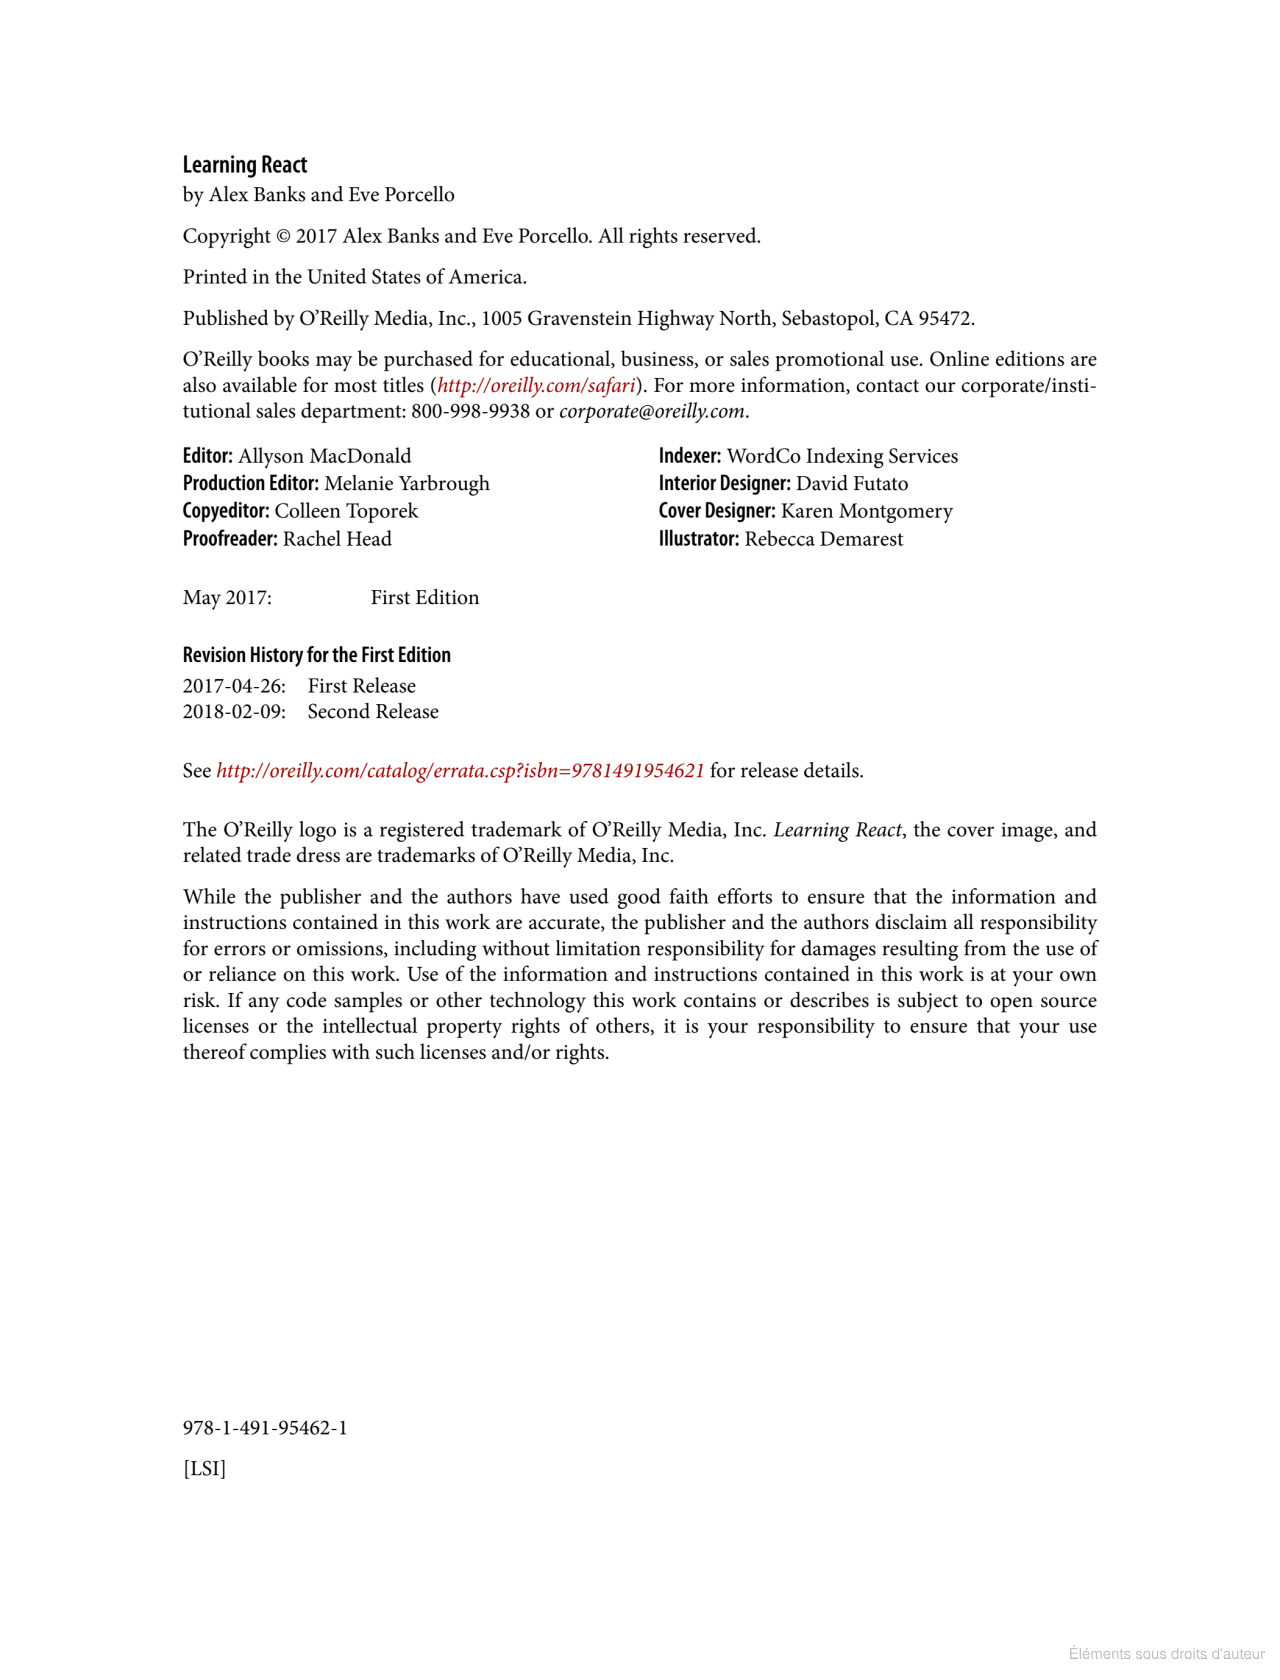 Learning React
by Alex Banks and Eve Porcello
Copyright © 2017 Alex Banks and Eve Porcello. All rights reserved.
Printed in the United States of America.
Published by O’Reilly Media, Inc., 1005 Gravenstein Highway North, Sebastopol, CA 95472.
O’Reilly books may be purchased for educational, business, or sales promotional use. Online editions are
also available for most titles (http://oreilly.com/safari). For more information, contact our corporate/insti-
tutional sales department: 800-998-9938 or corporate@oreilly.com.
Editor: Allyson MacDonald
Production Editor: Melanie Yarbrough
Copyeditor: Colleen Toporek
Proofreader: Rachel Head
Indexer: WordCo Indexing Services
Interior Designer: David Futato
Cover Designer: Karen Montgomery
Illustrator: Rebecca Demarest
May 2017: First Edition
Revision History for the First Edition
2017-04-26: First Release
2018-02-09: Second Release
See http://oreilly.com/catalog/errata.csp?isbn=9781491954621 for release details.
The O’Reilly logo is a registered trademark of O’Reilly Media, Inc. Learning React, the cover image, and
related trade dress are trademarks of O’Reilly Media, Inc.
While the publisher and the authors have used good faith efforts to ensure that the information and
instructions contained in this work are accurate, the publisher and the authors disclaim all responsibility
for errors or omissions, including without limitation responsibility for damages resulting from the use of
or reliance on this work. Use of the information and instructions contained in this work is at your own
risk. If any code samples or other technology this work contains or describes is subject to open source
licenses or the intellectual property rights of others, it is your responsibility to ensure that your use
thereof complies with such licenses and/or rights.
978-1-491-95462-1
[LSI]
Éléments sous droits d'auteur